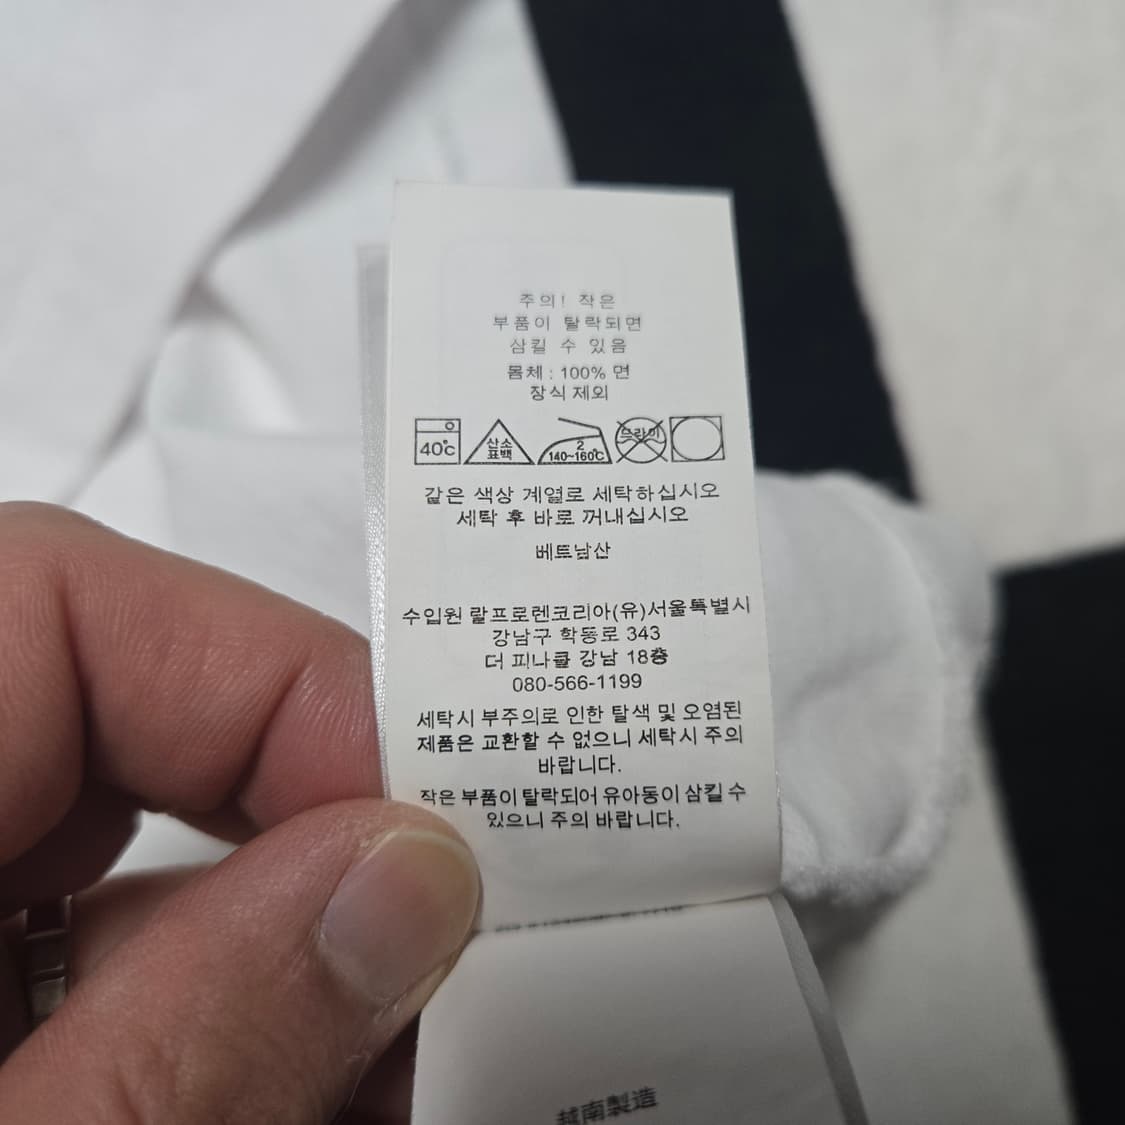 주의! 작은
부품이 탈락되면
삼킬 수 있음
몸체 : 100% 면
장식 제외
40℃ 산소 표백 2 140~160℃ 드라이
같은 색상 계열로 세탁하십시오
세탁 후 바로 꺼내십시오
베트남산
수입원 랄프로렌코리아(유)서울특별시
강남구 학동로 343
더 피나클 강남 18층
080-566-1199
세탁시 부주의로 인한 탈색 및 오염된
제품은 교환할 수 없으니 세탁시 주의
바랍니다.
작은 부품이 탈락되어 유아동이 삼킬 수
있으니 주의 바랍니다.
越南製造